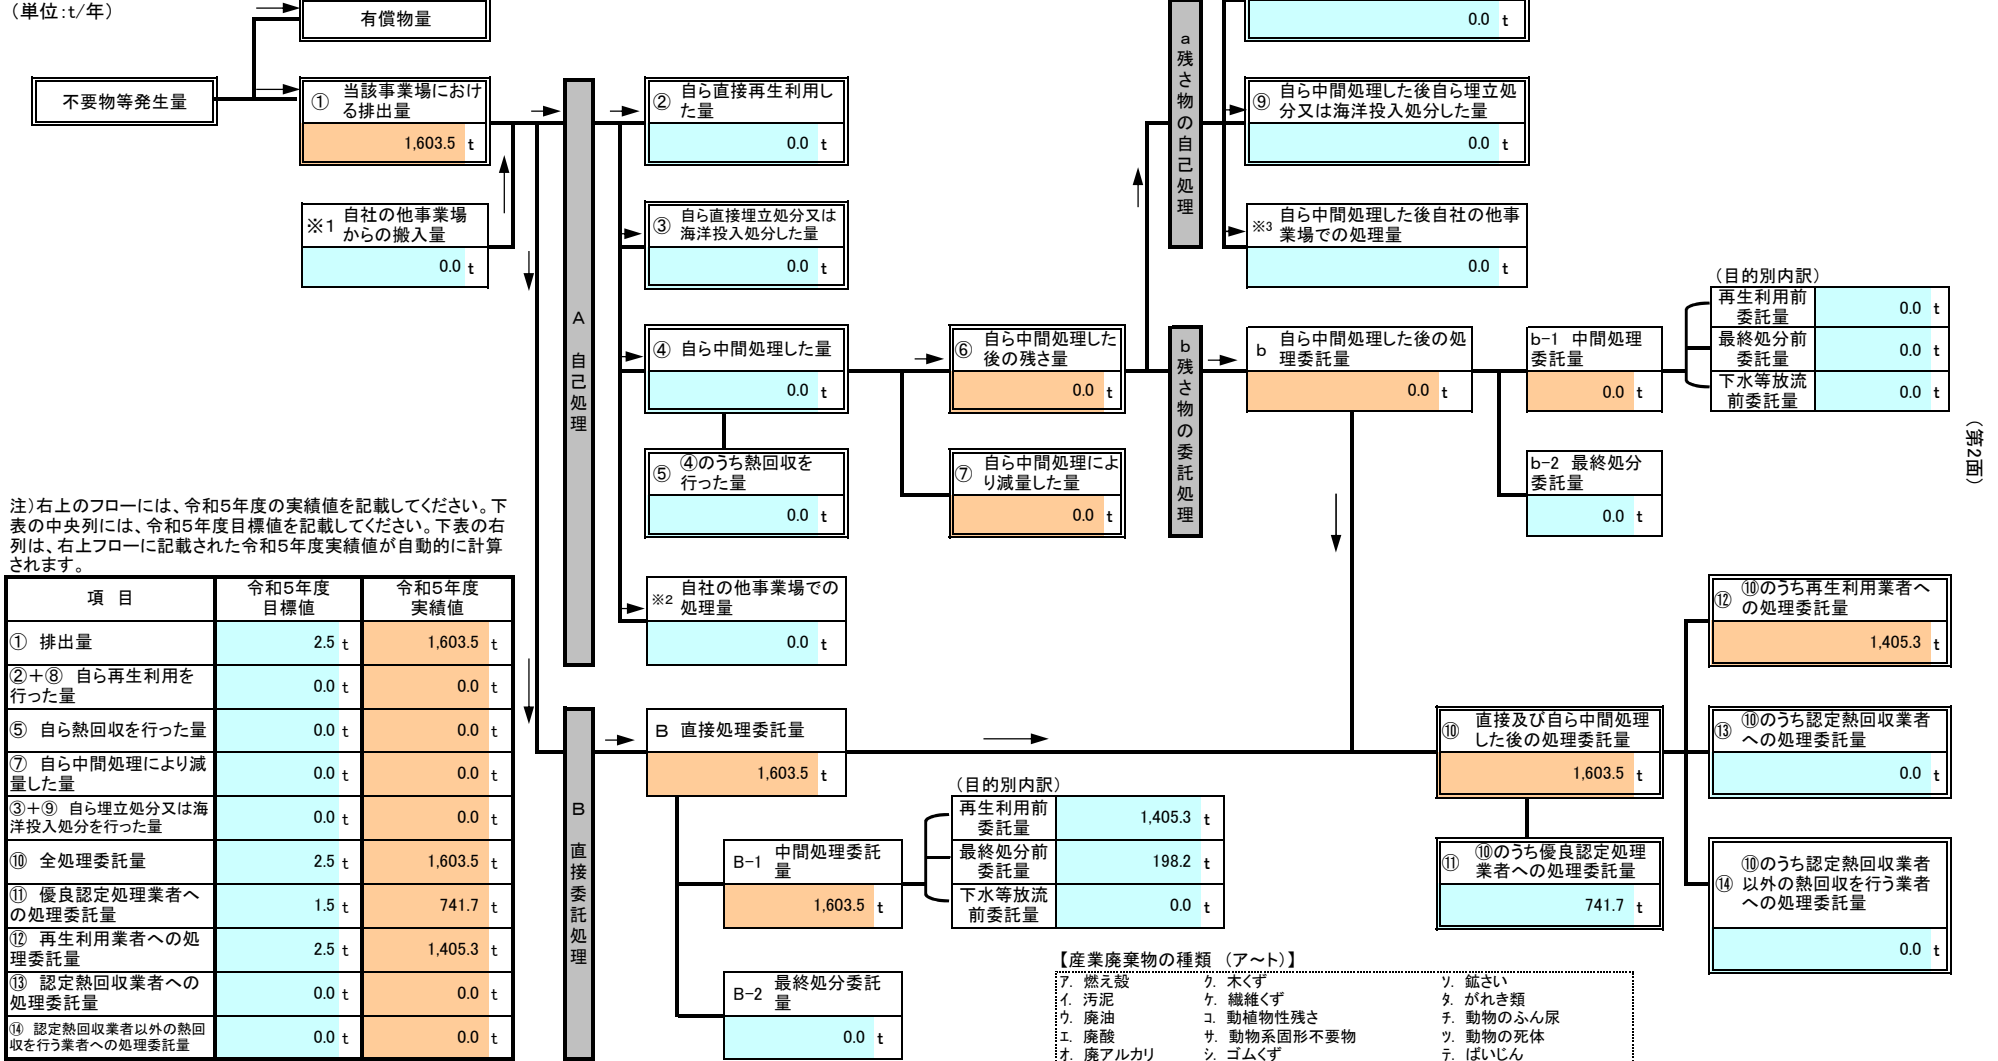 （単位:t/年）
有償物量
不要物等発生量
① 当該事業場におけ
る排出量
1,603.5 t
※1 自社の他事業場
からの搬入量
0.0 t
A 自己処理
② 自ら直接再生利用し
た量
0.0 t
③ 自ら直接埋立処分又は
海洋投入処分した量
0.0 t
④ 自ら中間処理した量
0.0 t
⑤ ④のうち熱回収を
行った量
0.0 t
※2 自社の他事業場での
処理量
0.0 t
⑥ 自ら中間処理した
後の残さ量
0.0 t
⑦ 自ら中間処理によ
り減量した量
0.0 t
a 残さ物の自己処理
0.0 t
⑨ 自ら中間処理した後自ら埋立処
分又は海洋投入処分した量
0.0 t
※3 自ら中間処理した後自社の他事
業場での処理量
0.0 t
b 残さ物の委託処理
b 自ら中間処理した後の処
理委託量
0.0 t
b-1 中間処理
委託量
0.0 t
（目的別内訳）
再生利用前
委託量
0.0 t
最終処分前
委託量
0.0 t
下水等放流
前委託量
0.0 t
b-2 最終処分
委託量
0.0 t
（第2面）
注）右上のフローには、令和5年度の実績値を記載してください。下
表の中央列には、令和5年度目標値を記載してください。下表の右
列は、右上フローに記載された令和5年度実績値が自動的に計算
されます。
項 目 令和5年度 目標値 令和5年度 実績値
① 排出量 2.5 t 1,603.5 t
②＋⑧ 自ら再生利用を
行った量 0.0 t 0.0 t
⑤ 自ら熱回収を行った量 0.0 t 0.0 t
⑦ 自ら中間処理により減
量した量 0.0 t 0.0 t
③＋⑨ 自ら埋立処分又は海
洋投入処分を行った量 0.0 t 0.0 t
⑩ 全処理委託量 2.5 t 1,603.5 t
⑪ 優良認定処理業者へ
の処理委託量 1.5 t 741.7 t
⑫ 再生利用業者への処
理委託量 2.5 t 1,405.3 t
⑬ 認定熱回収業者への
処理委託量 0.0 t 0.0 t
⑭ 認定熱回収業者以外の熱回
収を行う業者への処理委託量 0.0 t 0.0 t
B 直接委託処理
B 直接処理委託量
1,603.5 t
B-1 中間処理委託
量
1,603.5 t
（目的別内訳）
再生利用前
委託量
1,405.3 t
最終処分前
委託量
198.2 t
下水等放流
前委託量
0.0 t
B-2 最終処分委託
量
0.0 t
⑩ 直接及び自ら中間処理
した後の処理委託量
1,603.5 t
⑪ ⑩のうち優良認定処理
業者への処理委託量
741.7 t
⑫ ⑩のうち再生利用業者へ
の処理委託量
1,405.3 t
⑬ ⑩のうち認定熱回収業者
への処理委託量
0.0 t
⑭ ⑩のうち認定熱回収業者
以外の熱回収を行う業者
への処理委託量
0.0 t
【産業廃棄物の種類 （ア～ト）】
ア. 燃え殻 ク. 木くず ソ. 鉱さい
イ. 汚泥 ケ. 繊維くず タ. がれき類
ウ. 廃油 コ. 動植物性残さ チ. 動物のふん尿
エ. 廃酸 サ. 動物系固形不要物 ツ. 動物の死体
オ. 廃アルカリ シ. ゴムくず テ. ばいじん